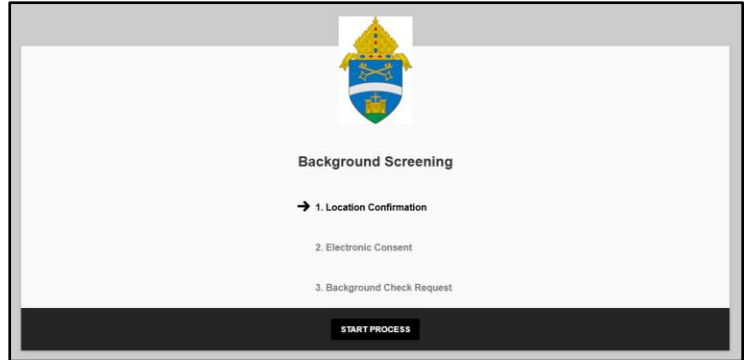 Background Screening
1. Location Confirmation
2. Electronic Consent
3. Background Check Request
START PROCESS